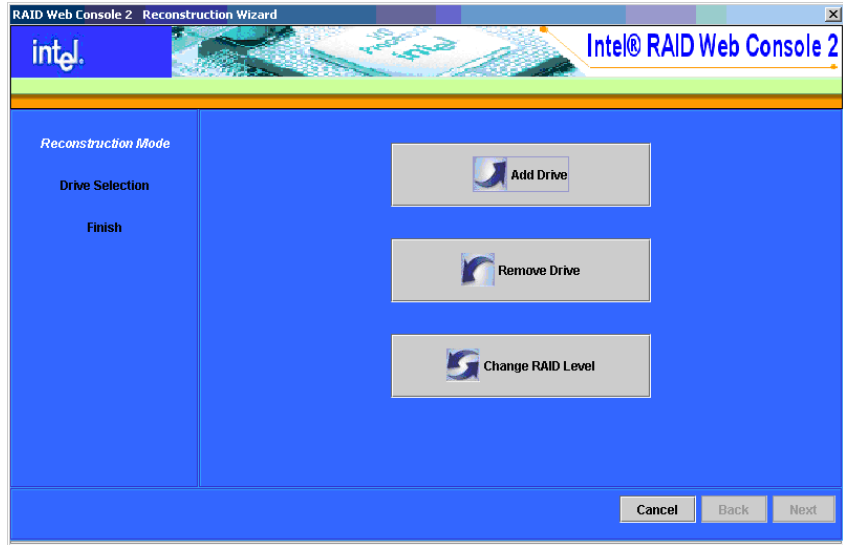 RAID Web Console 2 Reconstruction Wizard
intel.
I/O
intel
Intel® RAID Web Console 2
Reconstruction Mode
Drive Selection
Finish
Add Drive
Remove Drive
Change RAID Level
Cancel
Back
Next